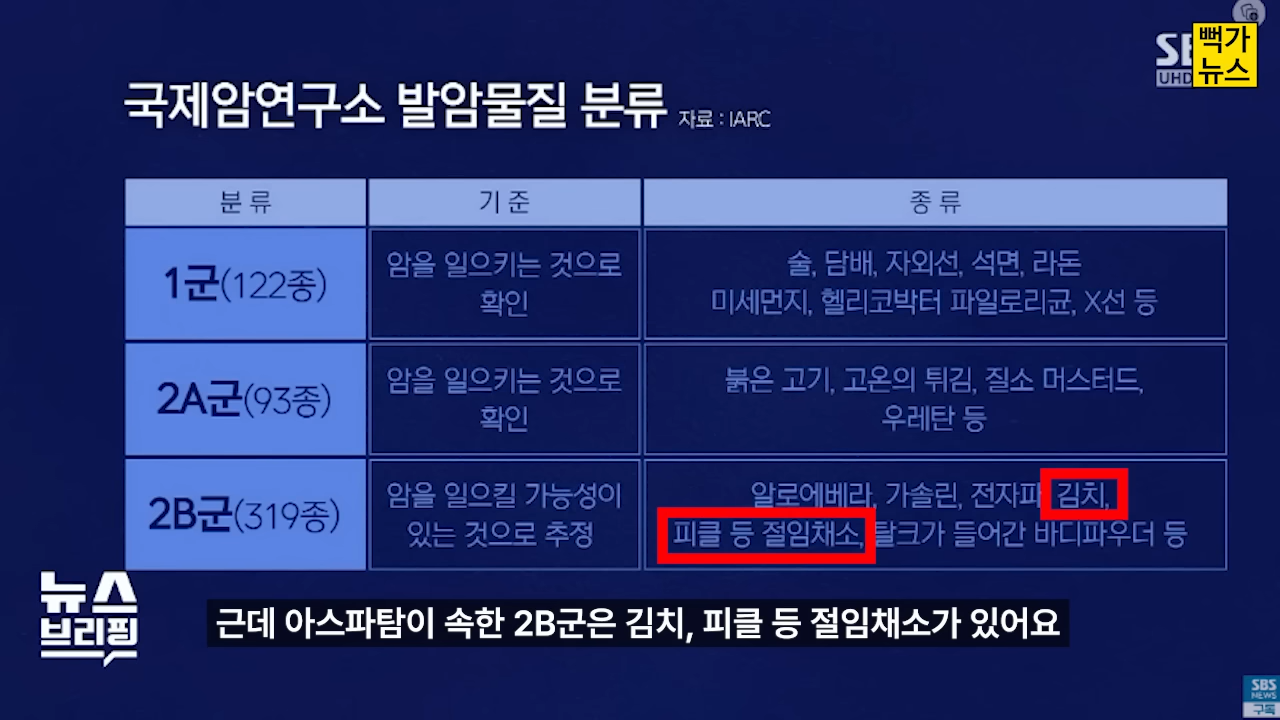 SB
UHD
뻑가
뉴스
국제암연구소 발암물질 분류 자료 : IARC
분류 기준 종류
1군(122종)
암을 일으키는 것으로
확인
술, 담배, 자외선, 석면, 라돈
미세먼지, 헬리코박터 파일로리균, X선 등
2A군(93종)
암을 일으키는 것으로
확인
붉은 고기, 고온의 튀김, 질소 머스터드,
우레탄 등
2B군(319종)
암을 일으킬 가능성이
있는 것으로 추정
알로에베라, 가솔린, 전자파 김치,
피클 등 절임채소, 탈크가 들어간 바디파우더 등
뉴스
브리핑
근데 아스파탐이 속한 2B군은 김치, 피클 등 절임채소가 있어요
SBS
NEWS
구독